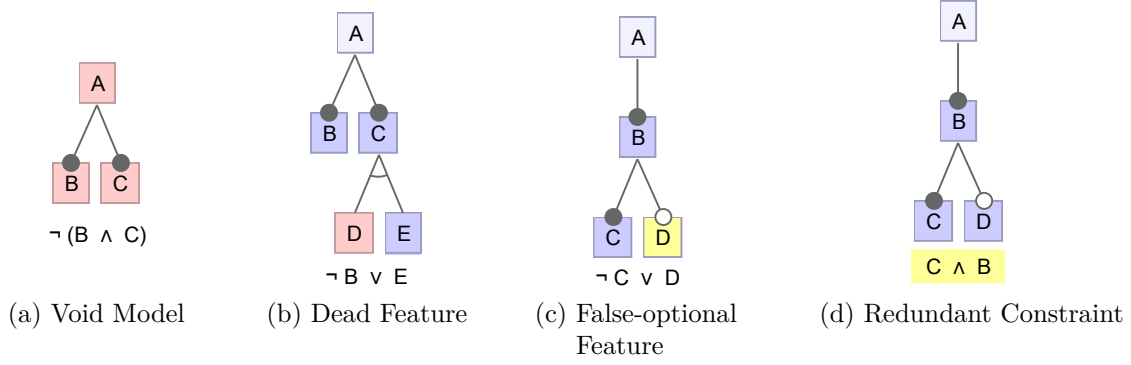 A
B C
¬ (B ∧ C)
(a) Void Model
A
B C
D E
¬ B ∨ E
(b) Dead Feature
A
B
C D
¬ C ∨ D
(c) False-optional
Feature
A
B
C D
C ∧ B
(d) Redundant Constraint